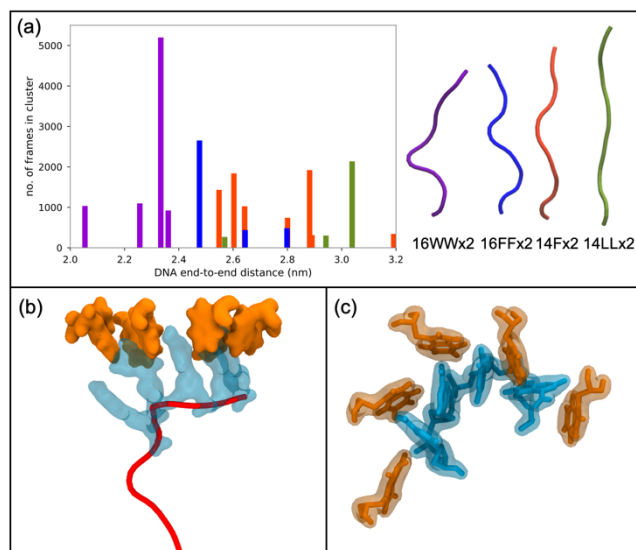 (a)
no. of frames in cluster
5000
4000
3000
2000
1000
0
2.0 2.2 2.4 2.6 2.8 3.0 3.2
DNA end-to-end distance (nm)
16WWx2 16FFx2 14Fx2 14LLx2
(b)
(c)